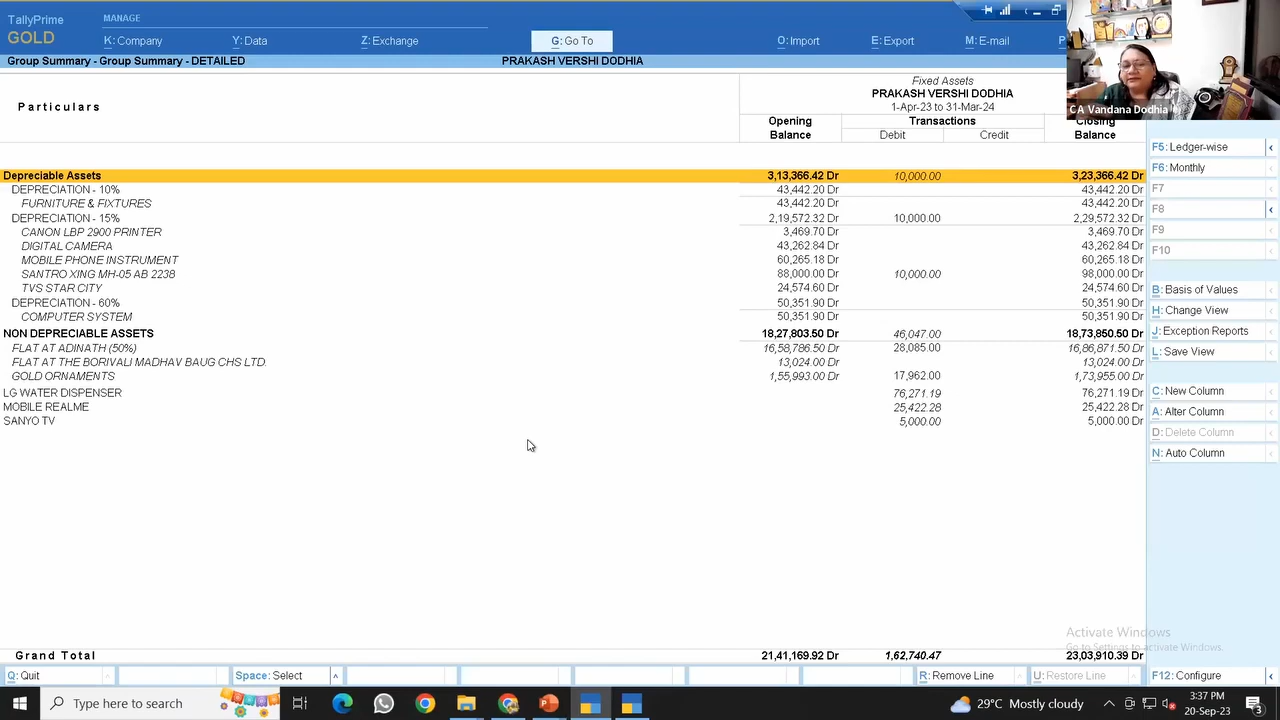 TallyPrime
GOLD
MANAGE
K: Company
Y: Data
Z: Exchange
G: Go To
O: Import
E: Export
M: E-mail
Group Summary - Group Summary - DETAILED
PRAKASH VERSHI DODHIA
CA Vandana Dodhia
Particulars
Fixed Assets
PRAKASH VERSHI DODHIA
1-Apr-23 to 31-Mar-24
Opening Balance Transactions Closing Balance
Debit Credit
Depreciable Assets 3,13,366.42 Dr 10,000.00 3,23,366.42 Dr
DEPRECIATION - 10% 43,442.20 Dr 43,442.20 Dr
FURNITURE & FIXTURES 43,442.20 Dr 43,442.20 Dr
DEPRECIATION - 15% 2,19,572.32 Dr 10,000.00 2,29,572.32 Dr
CANON LBP 2900 PRINTER 3,469.70 Dr 3,469.70 Dr
DIGITAL CAMERA 43,262.84 Dr 43,262.84 Dr
MOBILE PHONE INSTRUMENT 60,265.18 Dr 60,265.18 Dr
SANTRO XING MH-05 AB 2238 88,000.00 Dr 10,000.00 98,000.00 Dr
TVS STAR CITY 24,574.60 Dr 24,574.60 Dr
DEPRECIATION - 60% 50,351.90 Dr 50,351.90 Dr
COMPUTER SYSTEM 50,351.90 Dr 50,351.90 Dr
NON DEPRECIABLE ASSETS 18,27,803.50 Dr 46,047.00 18,73,850.50 Dr
FLAT AT ADINATH (50%) 16,58,786.50 Dr 28,085.00 16,86,871.50 Dr
FLAT AT THE BORIVALI MADHAV BAUG CHS LTD. 13,024.00 Dr 13,024.00 Dr
GOLD ORNAMENTS 1,55,993.00 Dr 17,962.00 1,73,955.00 Dr
LG WATER DISPENSER 76,271.19 76,271.19 Dr
MOBILE REALME 25,422.28 25,422.28 Dr
SANYO TV 5,000.00 5,000.00 Dr
Grand Total 21,41,169.92 Dr 1,62,740.47 23,03,910.39 Dr
F5: Ledger-wise
F6: Monthly
F7
F8
F9
F10
B: Basis of Values
H: Change View
J: Exception Reports
L: Save View
C: New Column
A: Alter Column
D: Delete Column
N: Auto Column
Activate Windows
Go to Settings to activate Windows.
Q: Quit
Space: Select
R: Remove Line
U: Restore Line
F12: Configure
Type here to search
29°C Mostly cloudy
3:37 PM
20-Sep-23
3